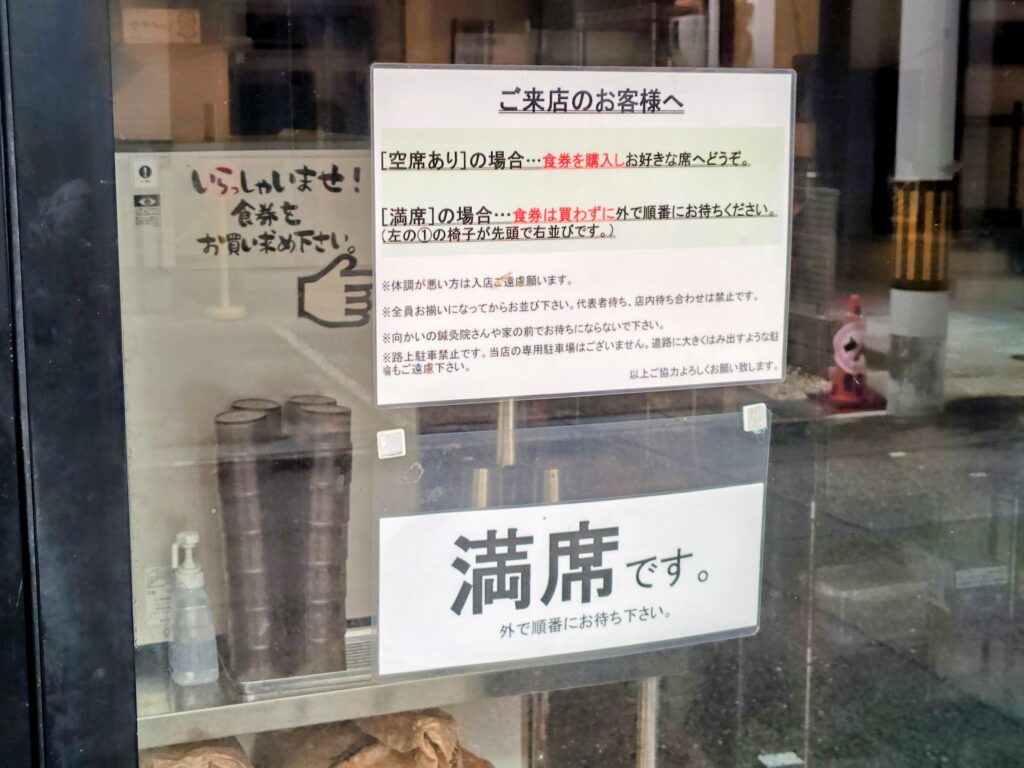 いらっしゃいませ！
食券を
お買い求め下さい。
ご来店のお客様へ
[空席あり]の場合…食券を購入しお好きな席へどうぞ。
[満席]の場合…食券は買わずに外で順番にお待ちください。
(左の①の椅子が先頭で右並びです。)
※体調が悪い方は入店ご遠慮願います。
※全員お揃いになってからお並び下さい。代表者待ち、店内待ち合わせは禁止です。
※向かいの鍼灸院さんや家の前でお待ちにならないで下さい。
※路上駐車禁止です。当店の専用駐車場はございません。道路に大きくはみ出すような駐
輪もご遠慮下さい。
以上ご協力よろしくお願い致します。
満席です。
外で順番にお待ち下さい。